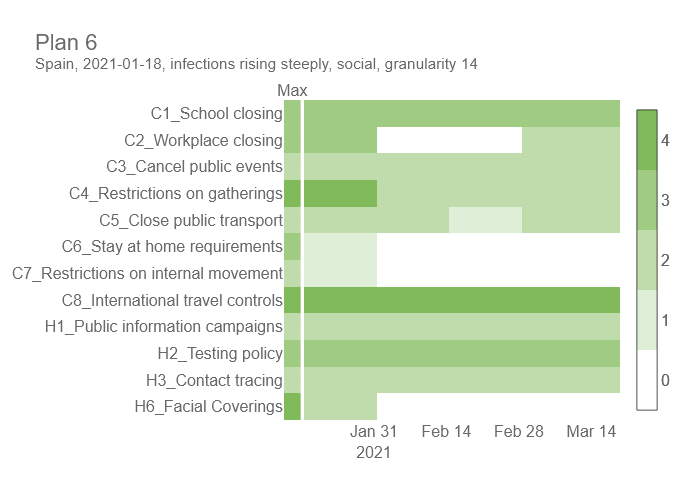 Plan 6
Spain, 2021-01-18, infections rising steeply, social, granularity 14
Max
C1_School closing
C2_Workplace closing
C3_Cancel public events
C4_Restrictions on gatherings
C5_Close public transport
C6_Stay at home requirements
C7_Restrictions on internal movement
C8_International travel controls
H1_Public information campaigns
H2_Testing policy
H3_Contact tracing
H6_Facial Coverings
Jan 31 Feb 14 Feb 28 Mar 14
2021
4
3
2
1
0